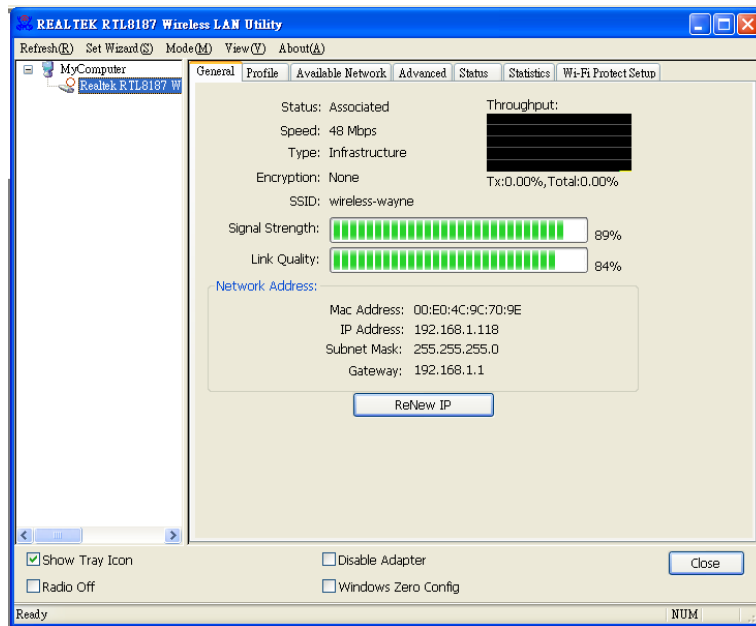 REALTEK RTL8187 Wireless LAN Utility
Refresh(R) Set Wizard(S) Mode(M) View(V) About(A)
MyComputer
Realtek RTL8187 W
General Profile Available Network Advanced Status Statistics Wi-Fi Protect Setup
Status: Associated
Speed: 48 Mbps
Type: Infrastructure
Encryption: None
SSID: wireless-wayne
Throughput:
Tx:0.00%, Total:0.00%
Signal Strength: 89%
Link Quality: 84%
Network Address:
Mac Address: 00:E0:4C:9C:70:9E
IP Address: 192.168.1.118
Subnet Mask: 255.255.255.0
Gateway: 192.168.1.1
ReNew IP
Show Tray Icon
Radio Off
Disable Adapter
Windows Zero Config
Close
Ready
NUM